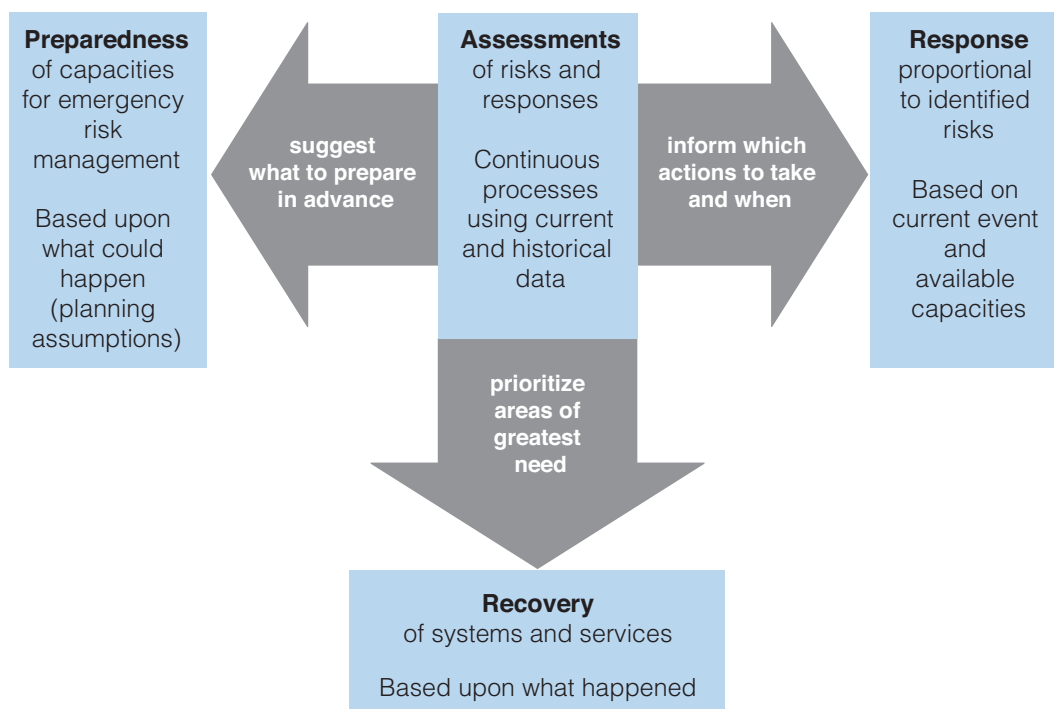 Preparedness
of capacities
for emergency
risk
management
Based upon
what could
happen
(planning
assumptions)
suggest
what to prepare
in advance
Assessments
of risks and
responses
Continuous
processes
using current
and historical
data
inform which
actions to take
and when
Response
proportional
to identified
risks
Based on
current event
and
available
capacities
prioritize
areas of
greatest
need
Recovery
of systems and services
Based upon what happened